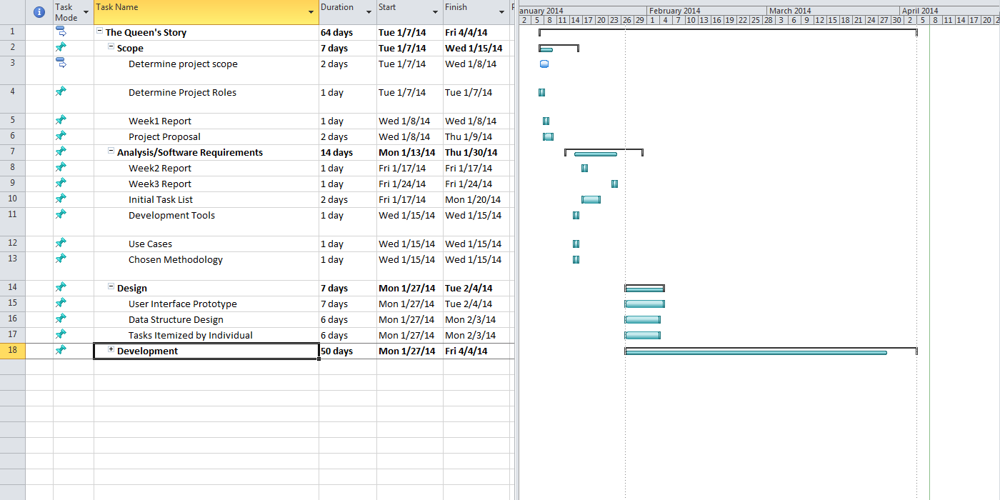 Task Mode Task Name Duration Start Finish
anuary 2014 February 2014 March 2014 April 2014
2 5 8 11 14 17 20 23 26 29 1 4 7 10 13 16 19 22 25 28 3 6 9 12 15 18 21 24 27 30 2 5 8 11 14 17 20 2
1 The Queen's Story 64 days Tue 1/7/14 Fri 4/4/14
2 Scope 7 days Tue 1/7/14 Wed 1/15/14
3 Determine project scope 2 days Tue 1/7/14 Wed 1/8/14
4 Determine Project Roles 1 day Tue 1/7/14 Tue 1/7/14
5 Week1 Report 1 day Wed 1/8/14 Wed 1/8/14
6 Project Proposal 2 days Wed 1/8/14 Thu 1/9/14
7 Analysis/Software Requirements 14 days Mon 1/13/14 Thu 1/30/14
8 Week2 Report 1 day Fri 1/17/14 Fri 1/17/14
9 Week3 Report 1 day Fri 1/24/14 Fri 1/24/14
10 Initial Task List 2 days Fri 1/17/14 Mon 1/20/14
11 Development Tools 1 day Wed 1/15/14 Wed 1/15/14
12 Use Cases 1 day Wed 1/15/14 Wed 1/15/14
13 Chosen Methodology 1 day Wed 1/15/14 Wed 1/15/14
14 Design 7 days Mon 1/27/14 Tue 2/4/14
15 User Interface Prototype 7 days Mon 1/27/14 Tue 2/4/14
16 Data Structure Design 6 days Mon 1/27/14 Mon 2/3/14
17 Tasks Itemized by Individual 6 days Mon 1/27/14 Mon 2/3/14
18 Development 50 days Mon 1/27/14 Fri 4/4/14